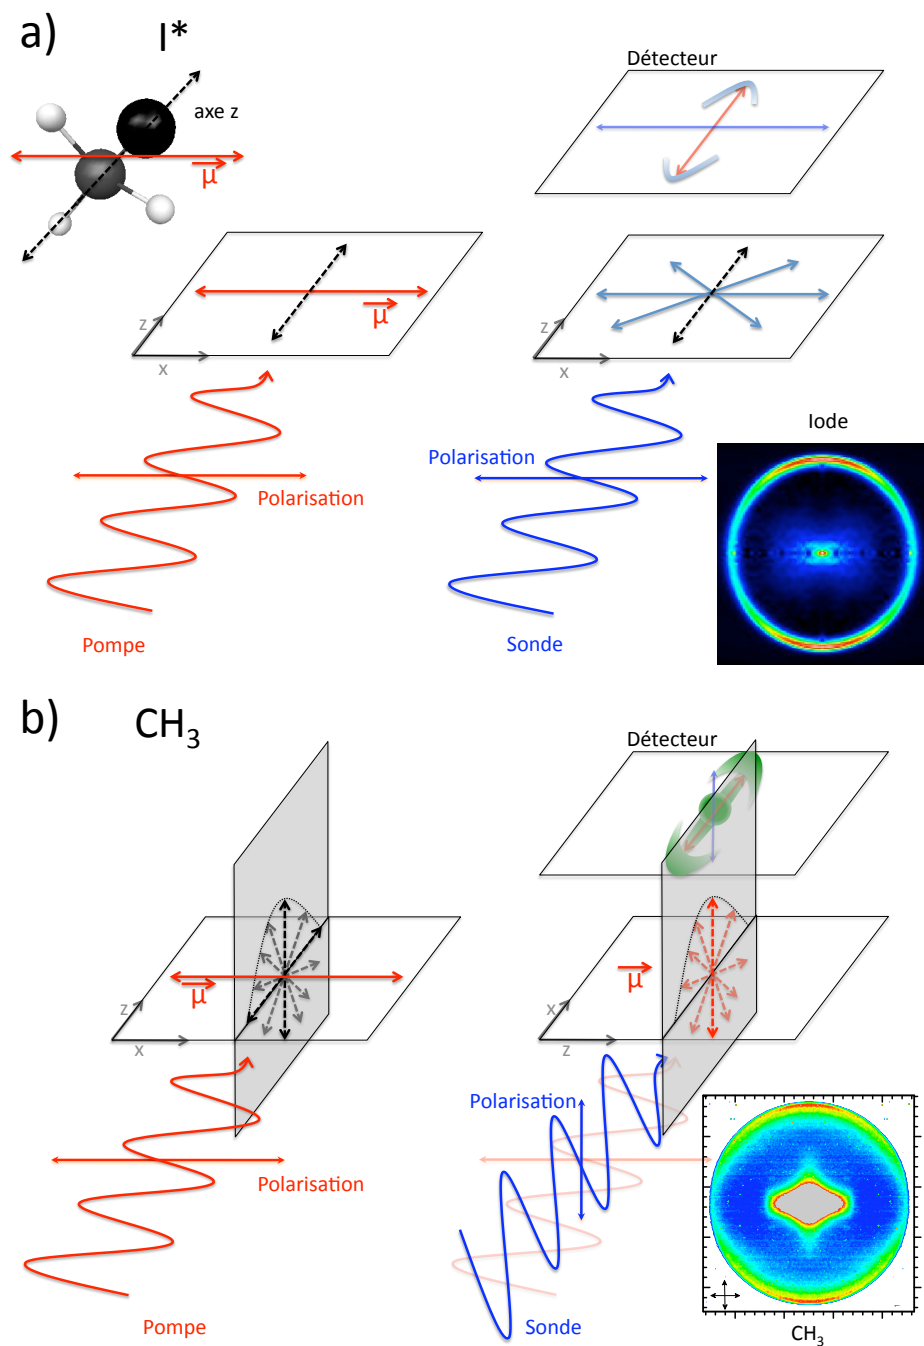 a)
I*
axe z
μ
Détecteur
z
x
μ
z
x
Polarisation
Pompe
Polarisation
Sonde
Iode
b)
CH3
Détecteur
z
x
μ
x
z
μ
Polarisation
Pompe
Polarisation
Sonde
CH3